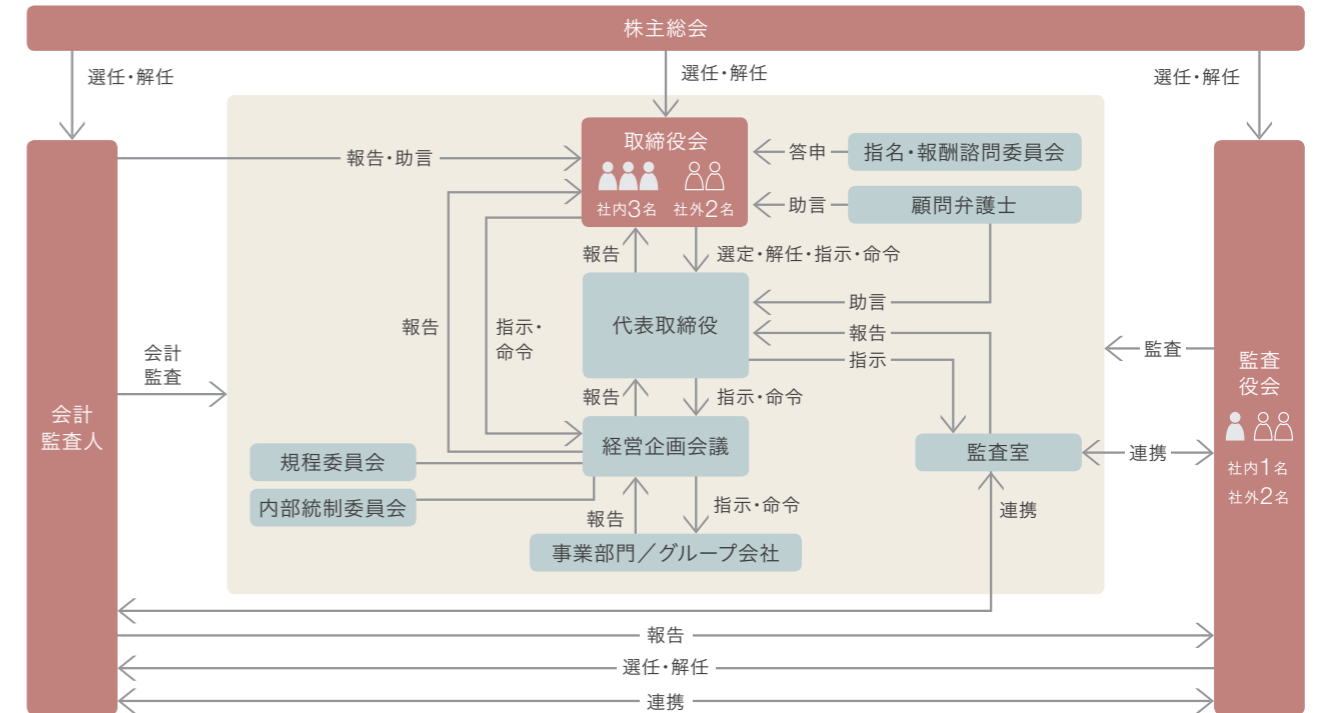 株主総会
選任・解任
選任・解任
選任・解任
取締役会
社内3名
社外2名
報告・助言
答申
指名・報酬諮問委員会
助言
顧問弁護士
報告
選定・解任・指示・命令
代表取締役
助言
報告
指示
報告
指示・
命令
会計
監査
監査
会計
監査人
監査
役会
社内1名
社外2名
報告
指示・命令
経営企画会議
規程委員会
内部統制委員会
監査室
連携
報告
指示・命令
連携
事業部門／グループ会社
報告
選任・解任
連携